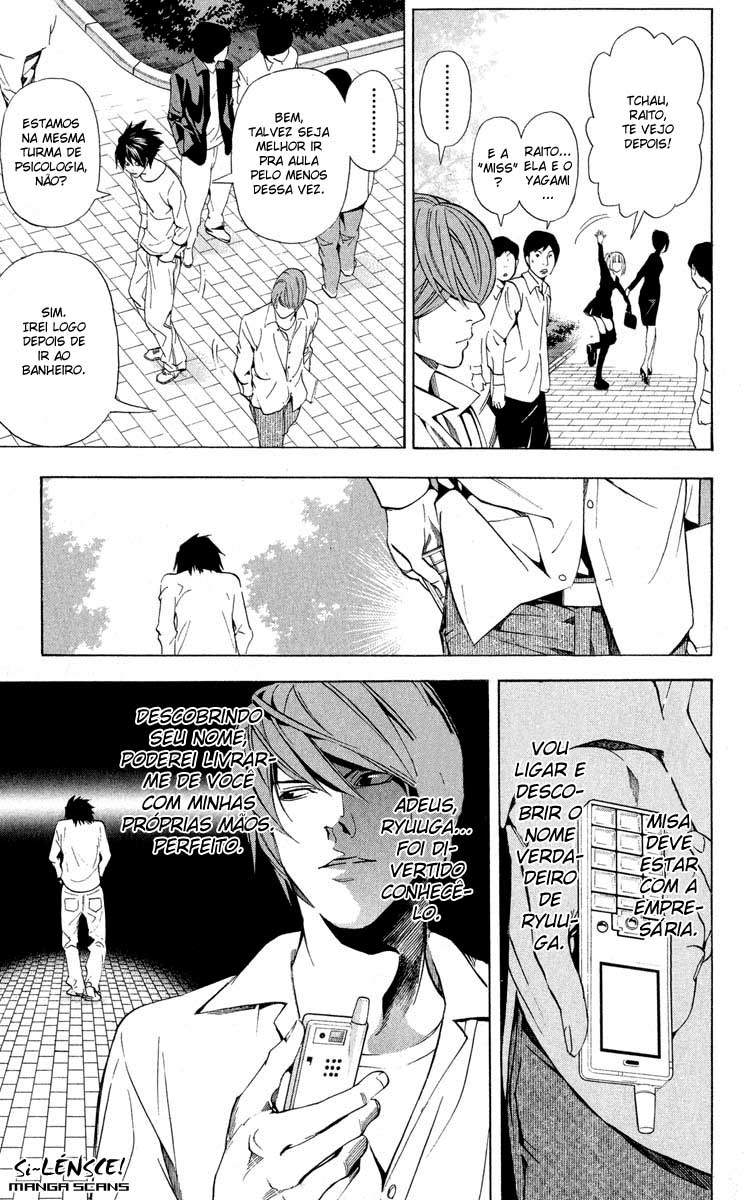 TCHAU,
RAITO,
TE VEJO
DEPOIS!
RAITO...
ELA E O
YAGAMI
...
E A
"MISS"
?
.........
.........
BEM,
TALVEZ SEJA
MELHOR IR
PRA AULA
PELO MENOS
DESSA VEZ.
ESTAMOS
NA MESMA
TURMA DE
PSICOLOGIA,
NÃO?
SIM.
IREI LOGO
DEPOIS DE
IR AO
BANHEIRO.
MISA
DEVE
ESTAR
COM A
EMPRE-
SÁRIA.
VOU
LIGAR E
DESCO-
BRIR O
NOME
VERDA-
DEIRO
DE
RYUU-
GA.
ADEUS,
RYUUGA...
FOI DI-
VERTIDO
CONHECÊ-
LO.
DESCOBRINDO
SEU NOME,
PODEREI LIVRAR-
ME DE VOCÊ
COM MINHAS
PRÓPRIAS MÃOS.
PERFEITO.
Si-LÉNSCE!
MANGA SCANS